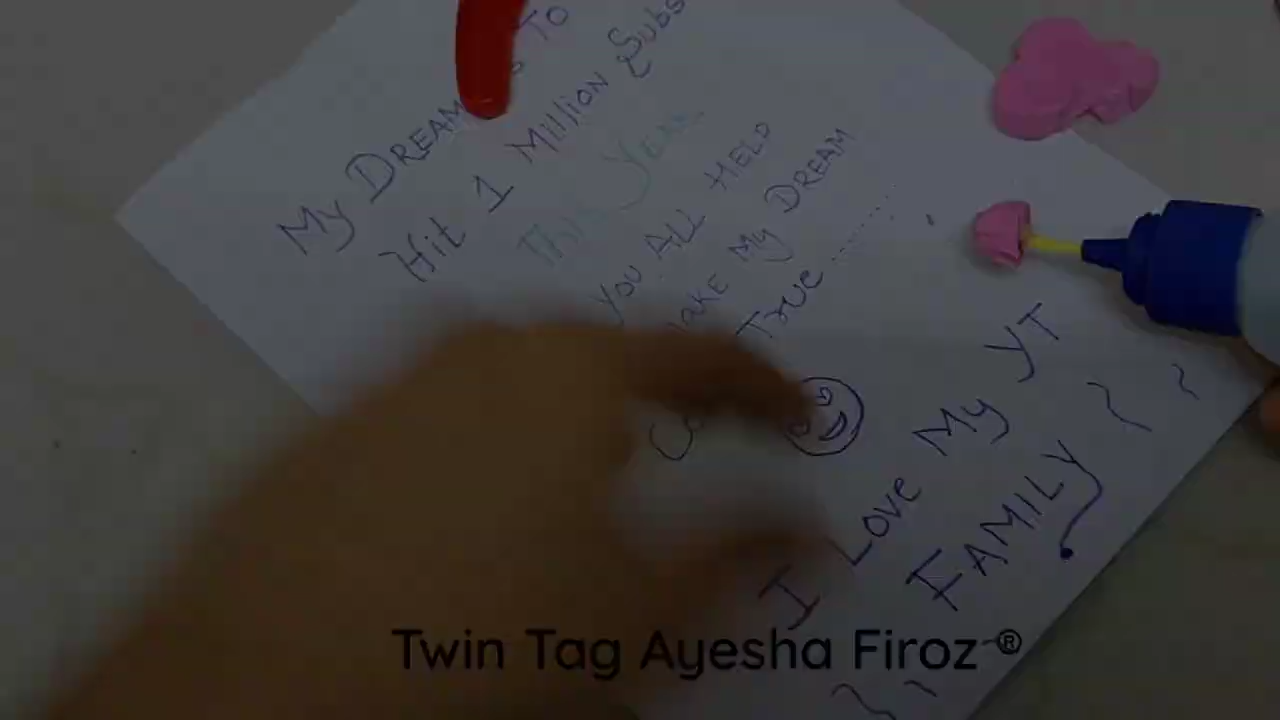 My DREAM To
Hit 1 Million Subs
This Year
You ALL HELP
MAKE My DREAM
True ..........
I Love My YT
FAMILY
Twin Tag Ayesha Firoz ®